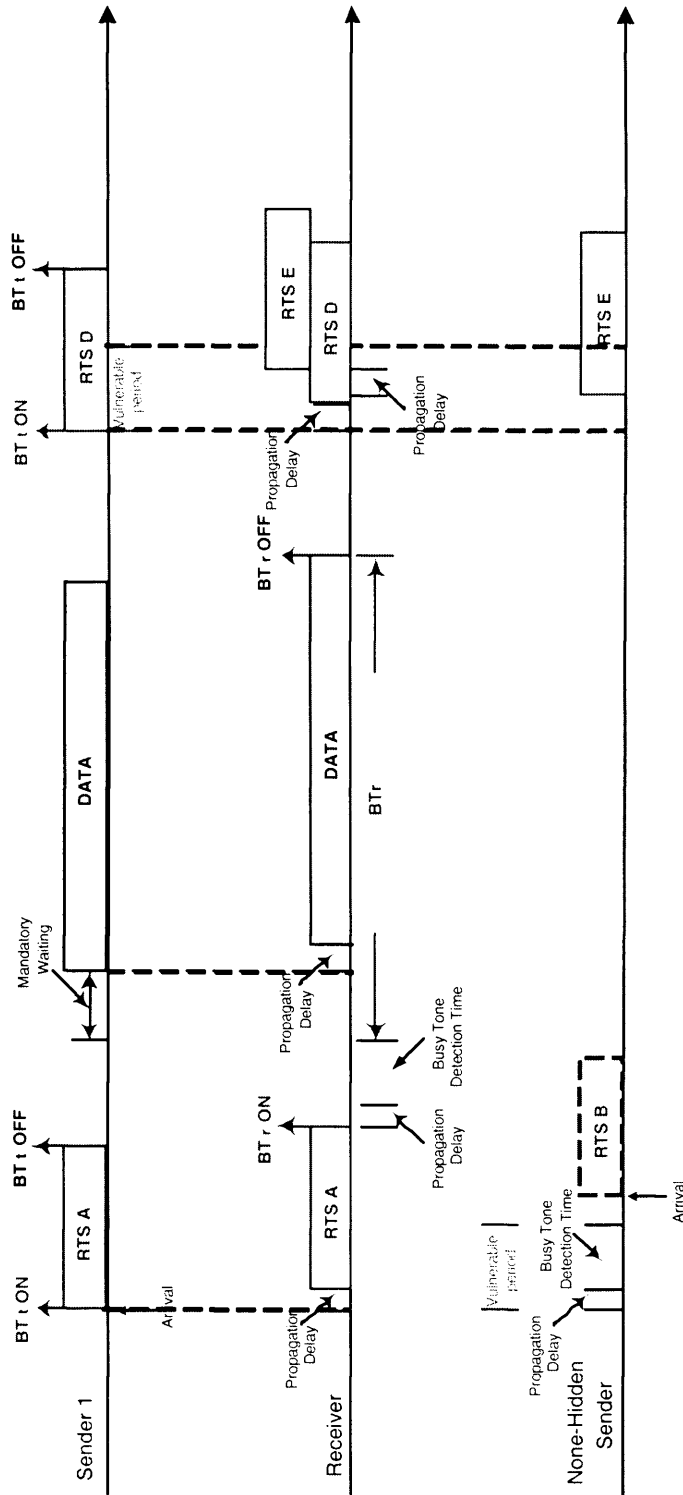 BT t ON
BT t OFF
BT t ON
BT t OFF
Mandatory
Waiting
RTS A
DATA
RTS D
Sender 1
Arrival
Vulnerable
period
BT r ON
BT r OFF
RTS E
RTS A
DATA
RTS D
Receiver
Propagation
Delay
Propagation
Delay
Propagation
Delay
Propagation
Delay
Busy Tone
Detection Time
BTr
Propagation
Delay
Vulnerable
period
None-Hidden
Sender
Propagation
Delay
Busy Tone
Detection Time
RTS B
Arrival
RTS E